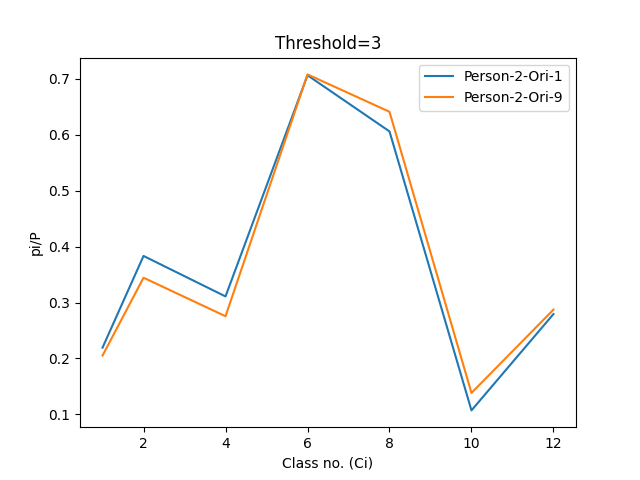 Threshold=3
Person-2-Ori-1
Person-2-Ori-9
pi/P
0.7
0.6
0.5
0.4
0.3
0.2
0.1
2 4 6 8 10 12
Class no. (Ci)